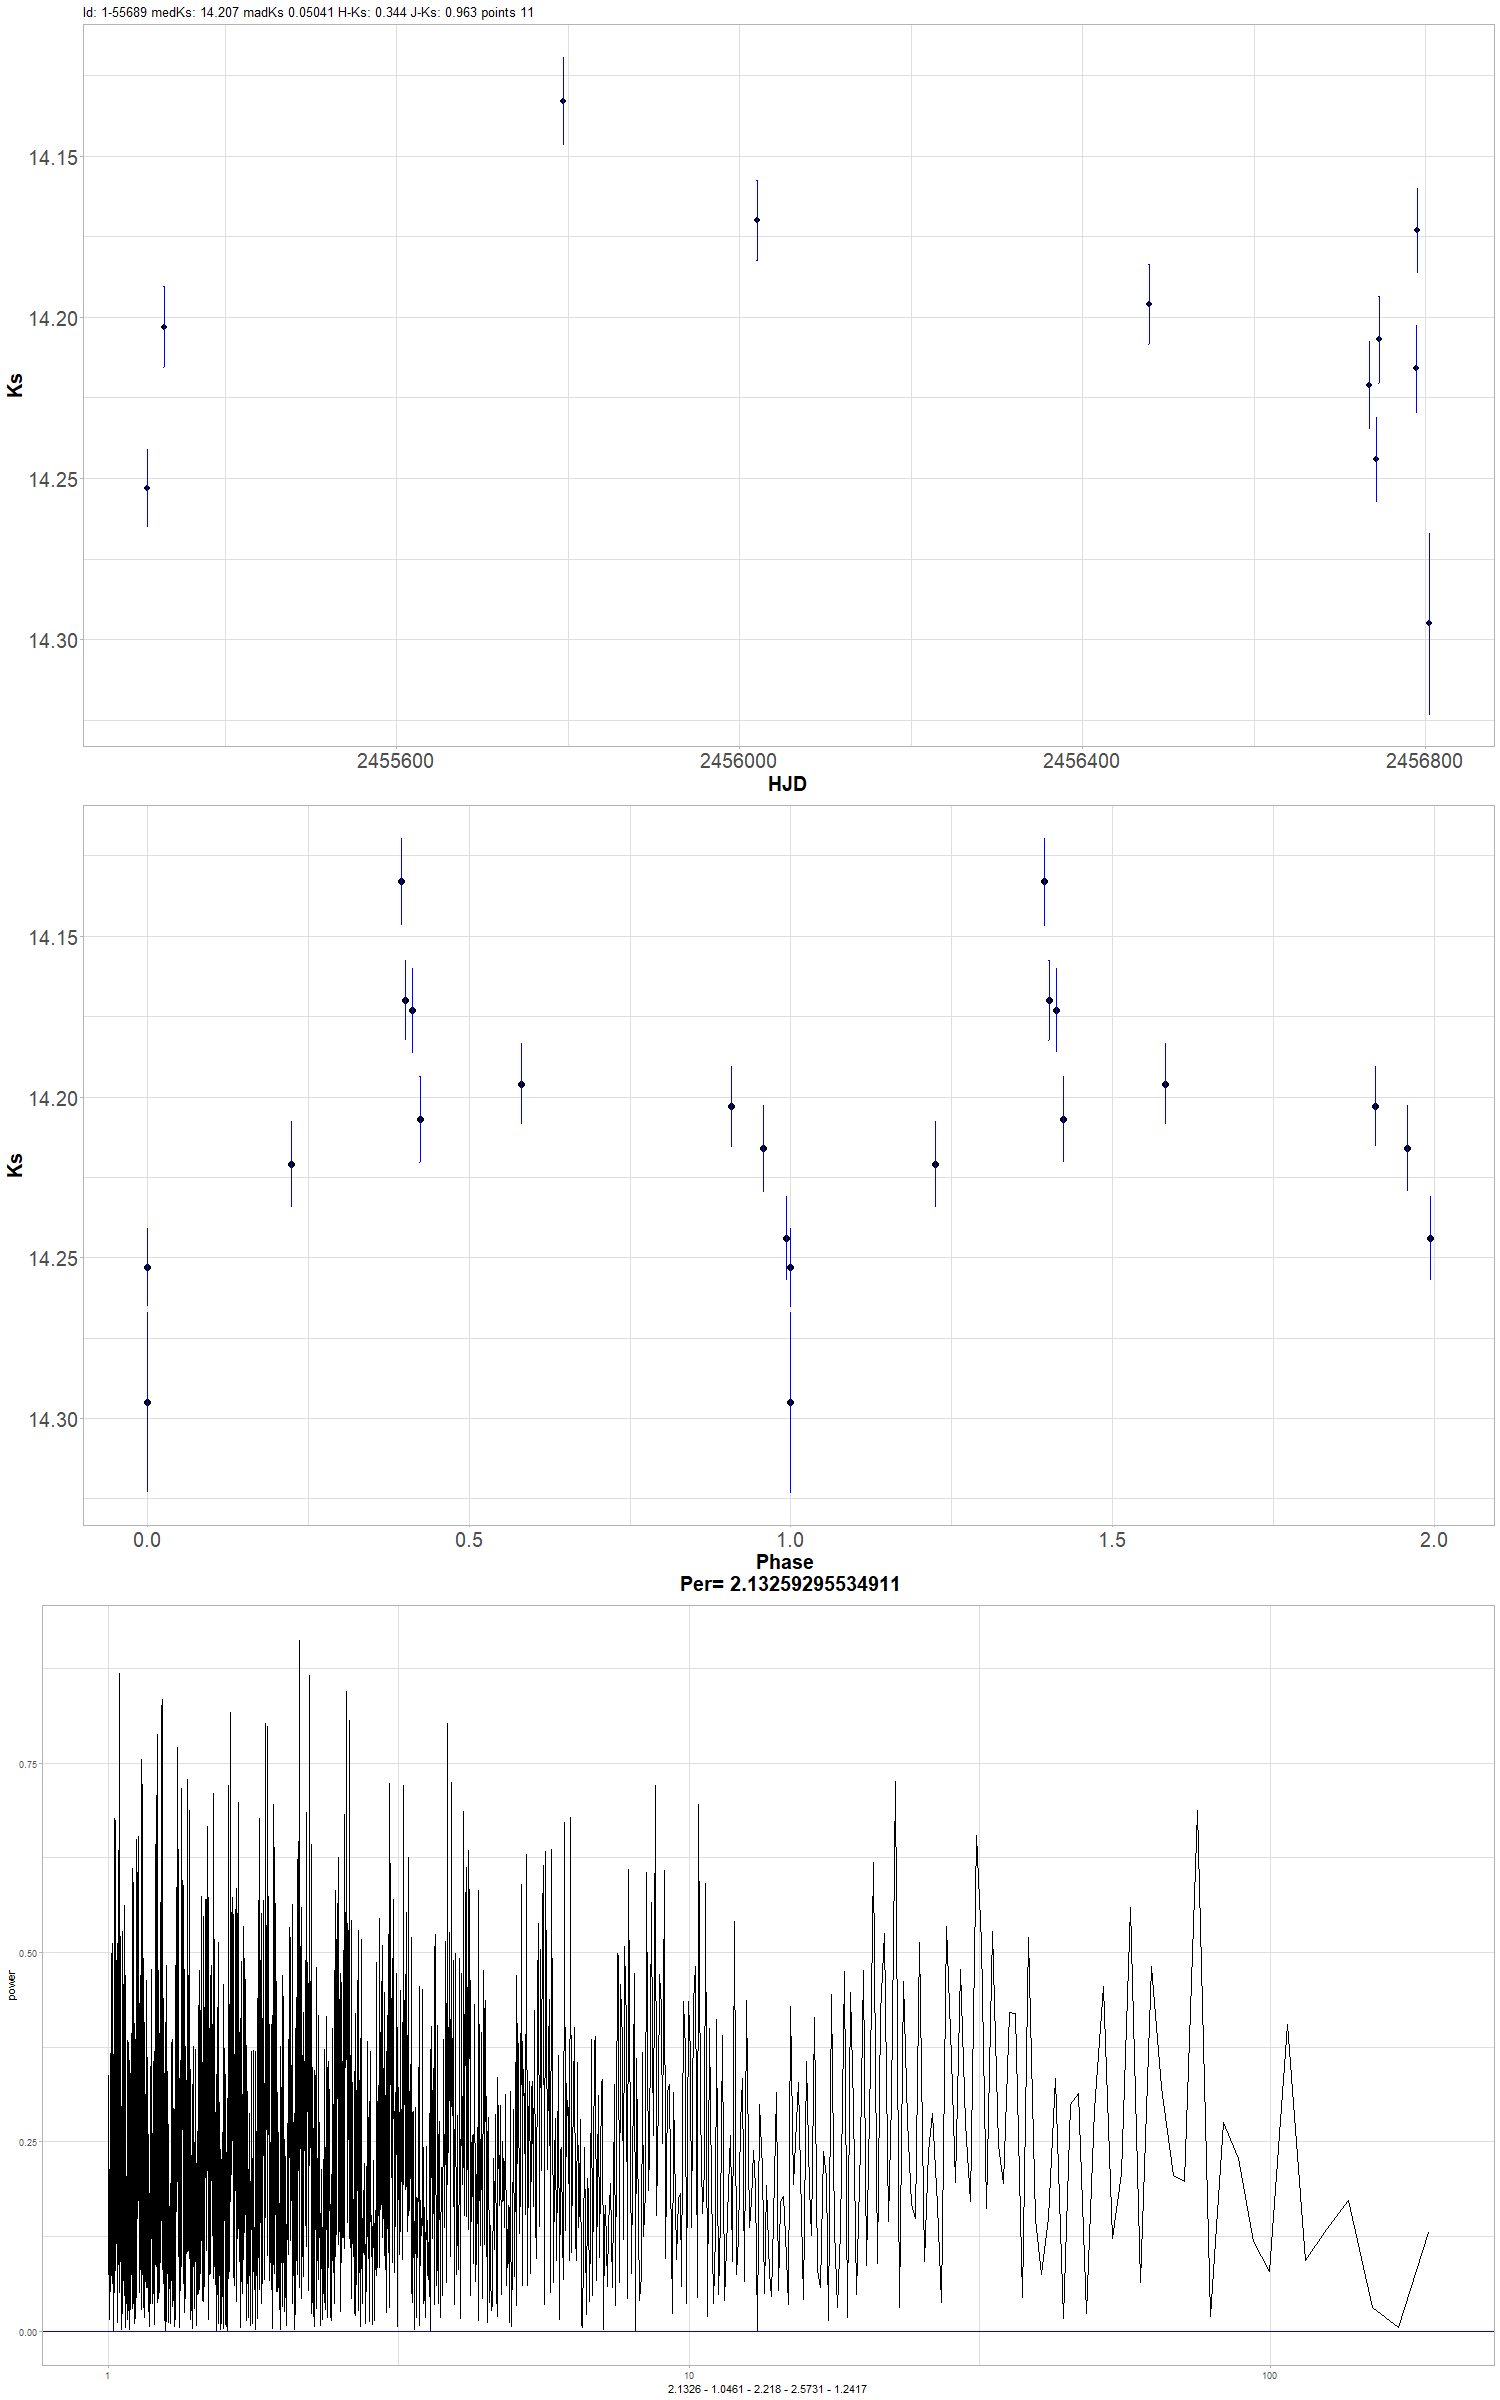 Id: 1-55689 medKs: 14.207 madKs 0.05041 H-Ks: 0.344 J-Ks: 0.963 points 11
14.15
14.20
Ks
14.25
14.30
2455600 2456000 2456400 2456800
HJD
14.15
14.20
Ks
14.25
14.30
0.0 0.5 1.0 1.5 2.0
Phase
Per= 2.13259295534911
0.75
0.50
power
0.25
0.00
1 10 100
2.1326 - 1.0461 - 2.218 - 2.5731 - 1.2417